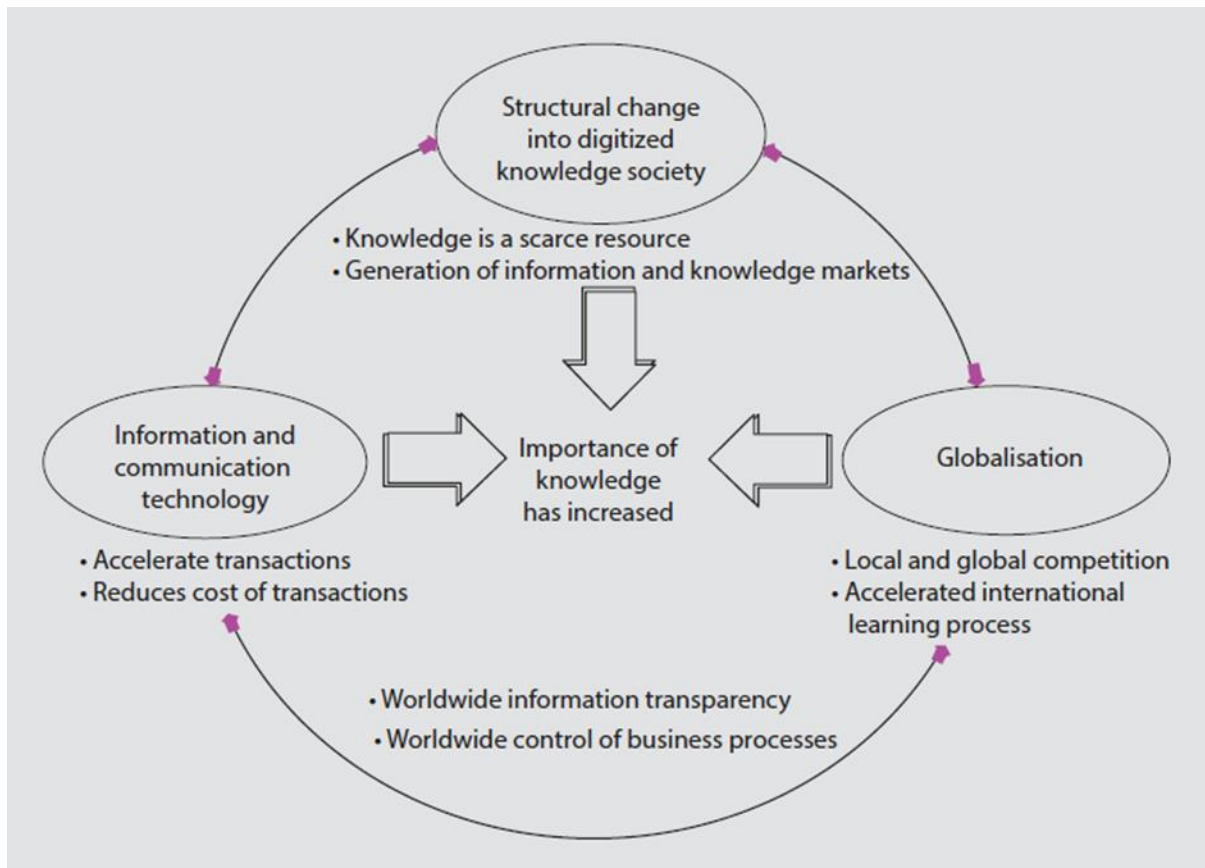 Structural change
into digitized
knowledge society
• Knowledge is a scarce resource
• Generation of information and knowledge markets
Information and
communication
technology
Importance of
knowledge
has increased
Globalisation
• Accelerate transactions
• Reduces cost of transactions
• Local and global competition
• Accelerated international
learning process
• Worldwide information transparency
• Worldwide control of business processes